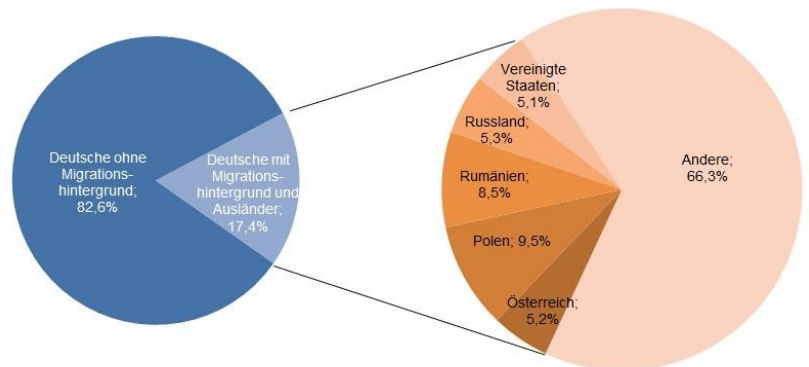 Deutsche ohne
Migrations-
hintergrund;
82,6%
Deutsche mit
Migrations-
hintergrund und
Ausländer;
17,4%
Vereinigte
Staaten;
5,1%
Russland;
5,3%
Rumänien;
8,5%
Polen; 9,5%
Österreich;
5,2%
Andere;
66,3%